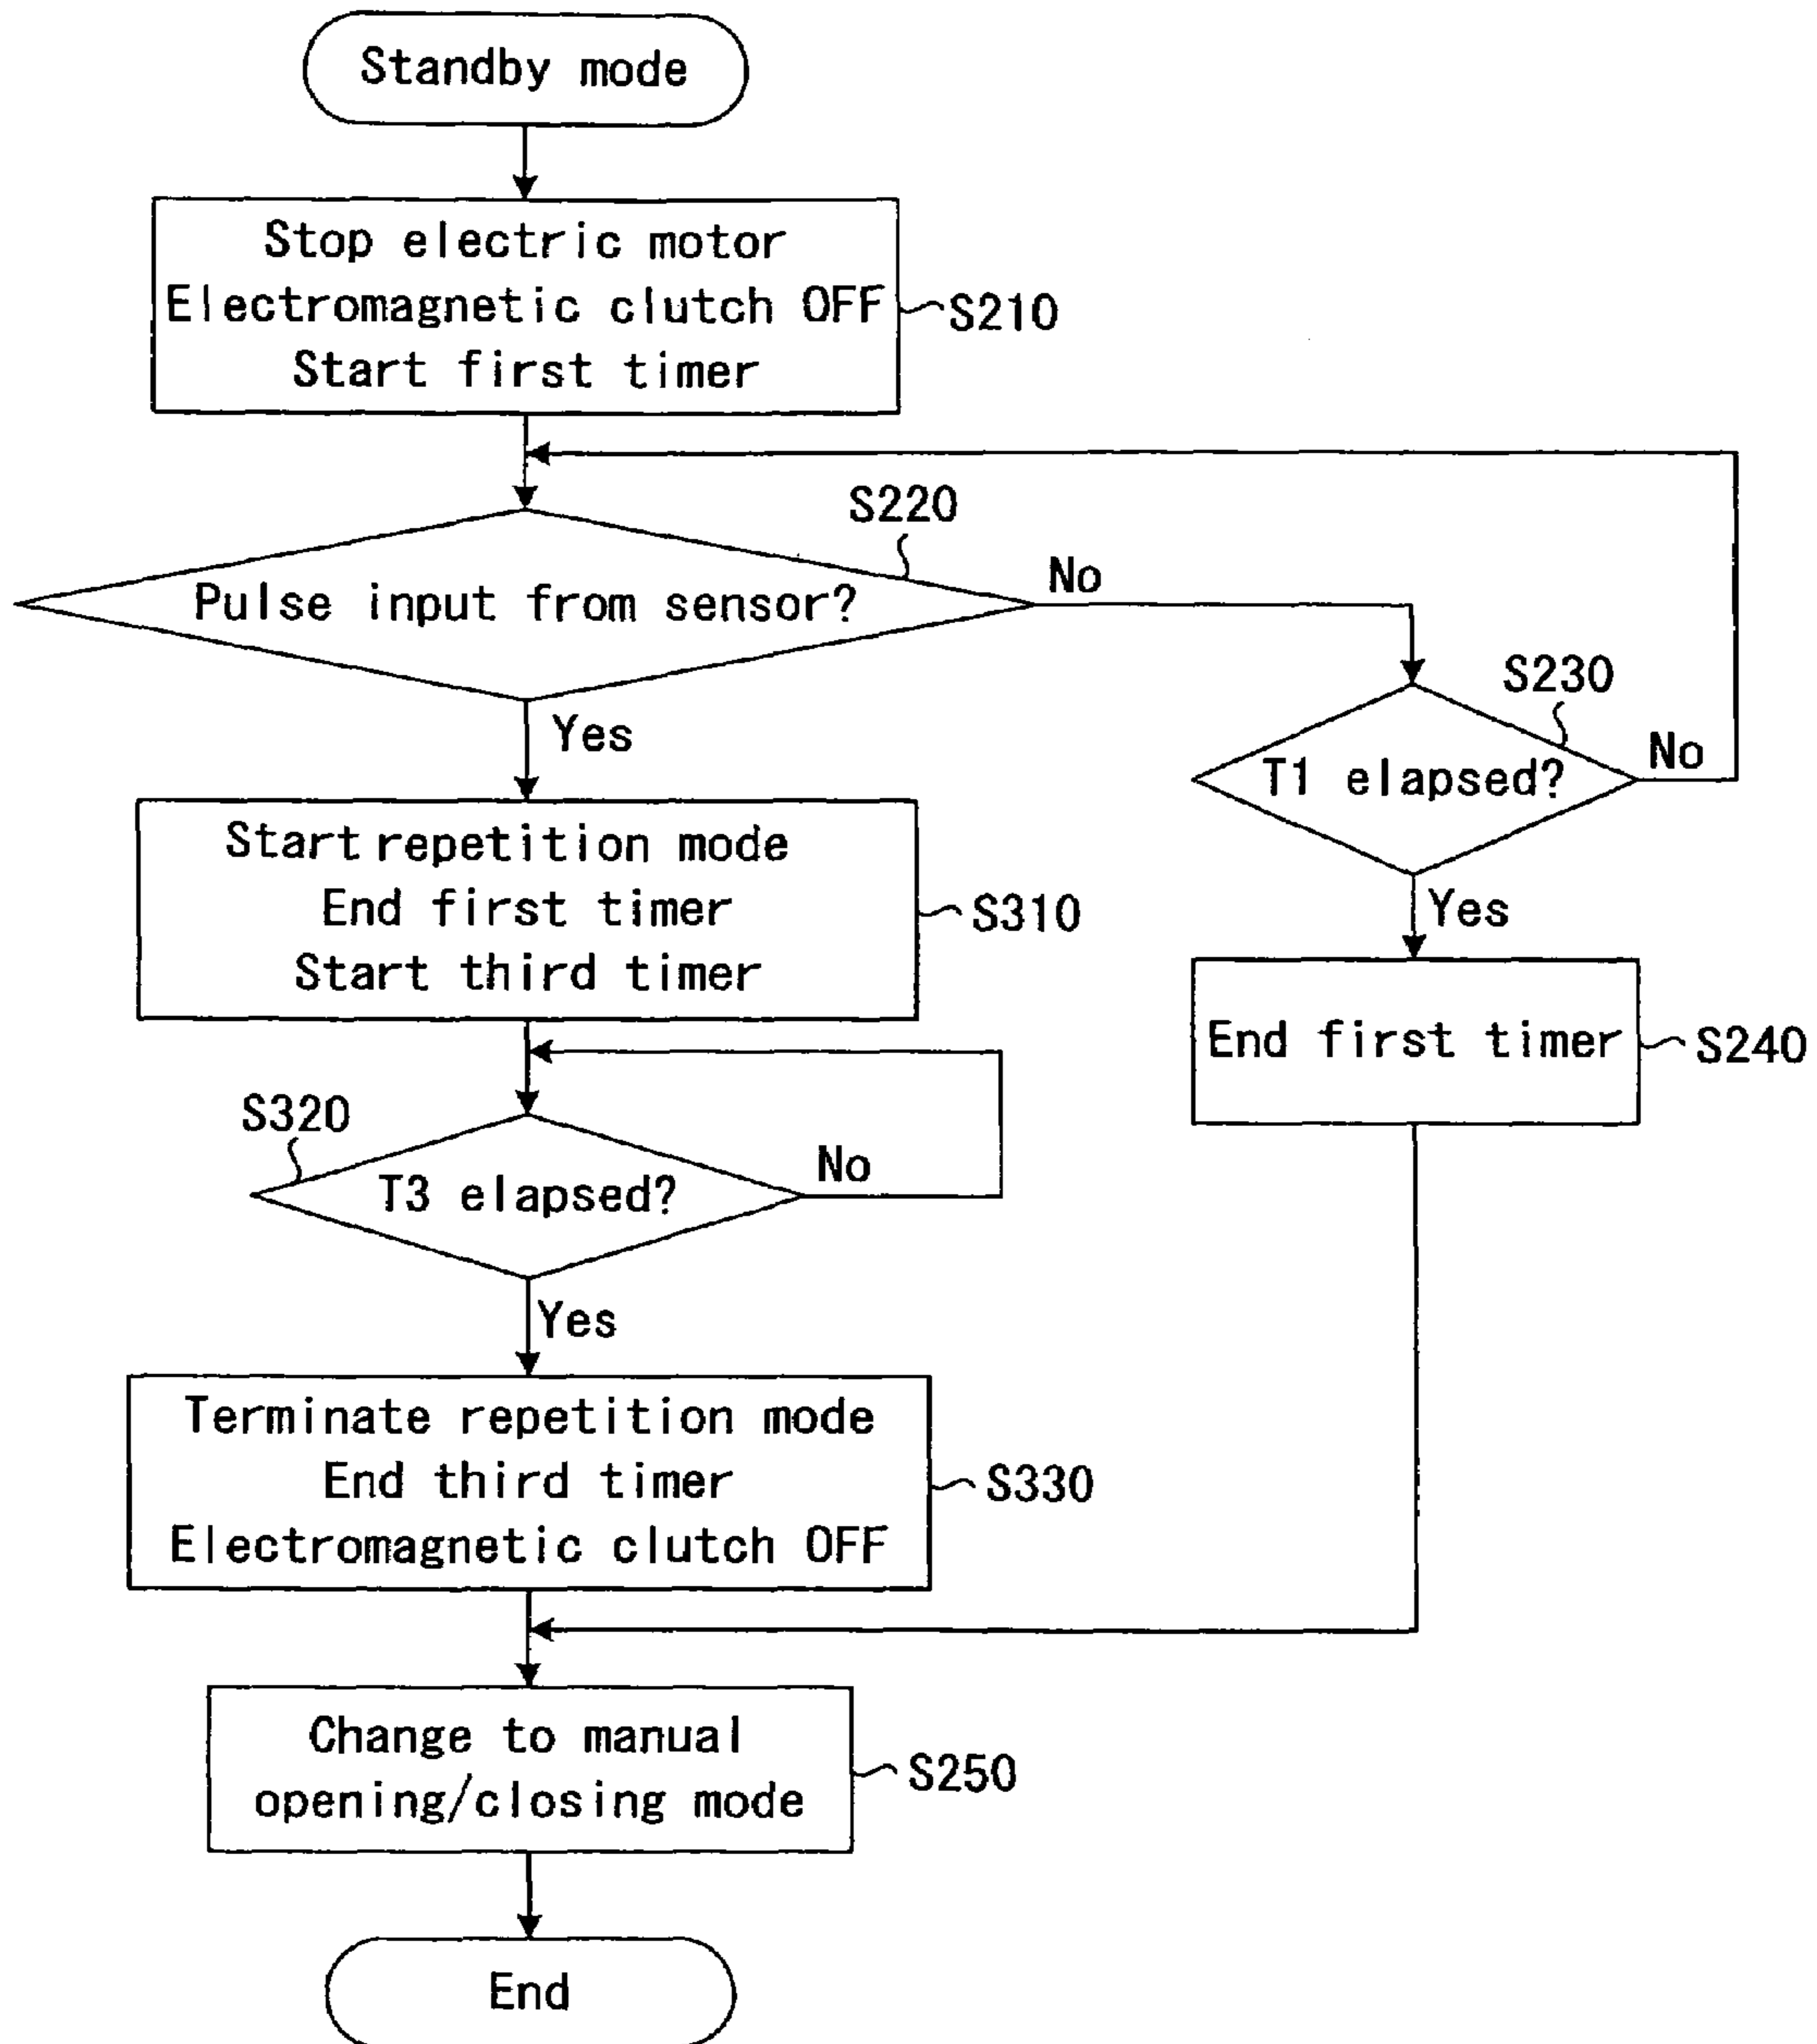 Standby mode
Stop electric motor
Electromagnetic clutch OFF
Start first timer
S210
S220
Pulse input from sensor?
No
Yes
S230
T1 elapsed?
No
Yes
Start repetition mode
End first timer
Start third timer
S310
End first timer
S240
S320
T3 elapsed?
No
Yes
Terminate repetition mode
End third timer
Electromagnetic clutch OFF
S330
Change to manual
opening/closing mode
S250
End